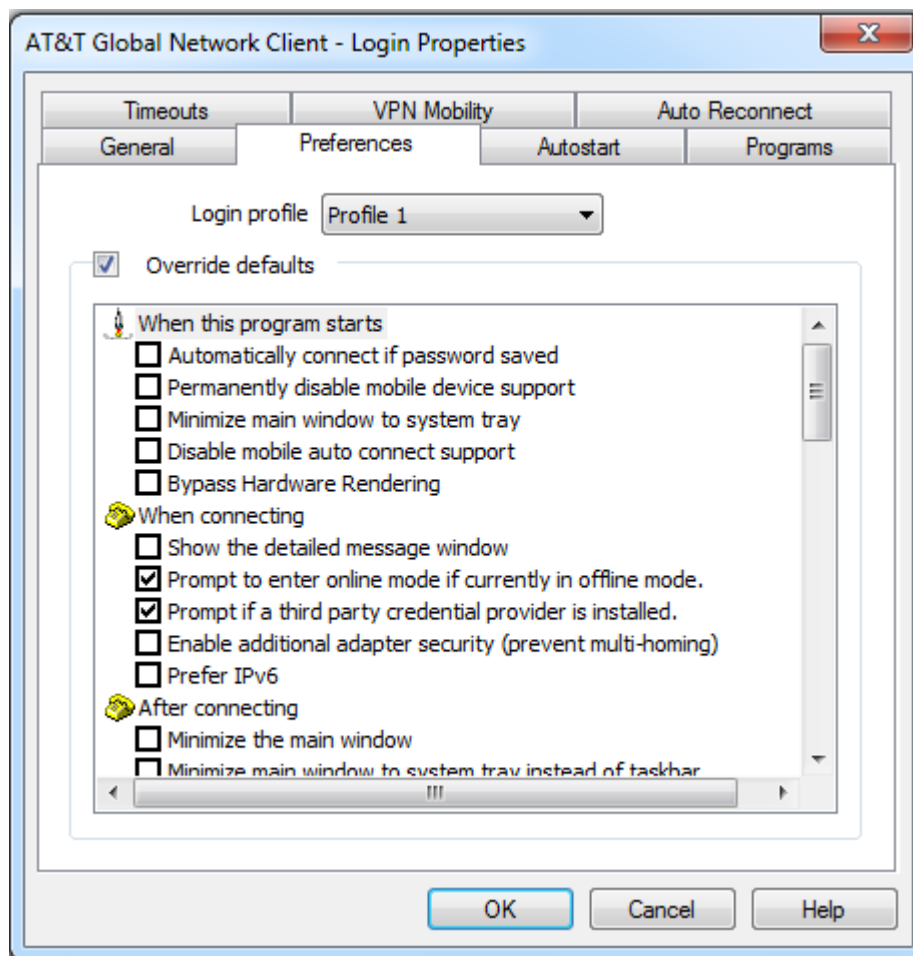 AT&T Global Network Client - Login Properties
Timeouts
VPN Mobility
Auto Reconnect
General
Preferences
Autostart
Programs
Login profile
Profile 1
Override defaults
When this program starts
Automatically connect if password saved
Permanently disable mobile device support
Minimize main window to system tray
Disable mobile auto connect support
Bypass Hardware Rendering
When connecting
Show the detailed message window
Prompt to enter online mode if currently in offline mode.
Prompt if a third party credential provider is installed.
Enable additional adapter security (prevent multi-homing)
Prefer IPv6
After connecting
Minimize the main window
Minimize main window to system tray instead of taskbar
OK
Cancel
Help